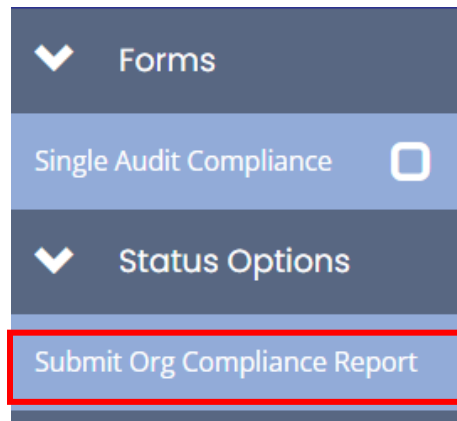 Forms
Single Audit Compliance
Status Options
Submit Org Compliance Report